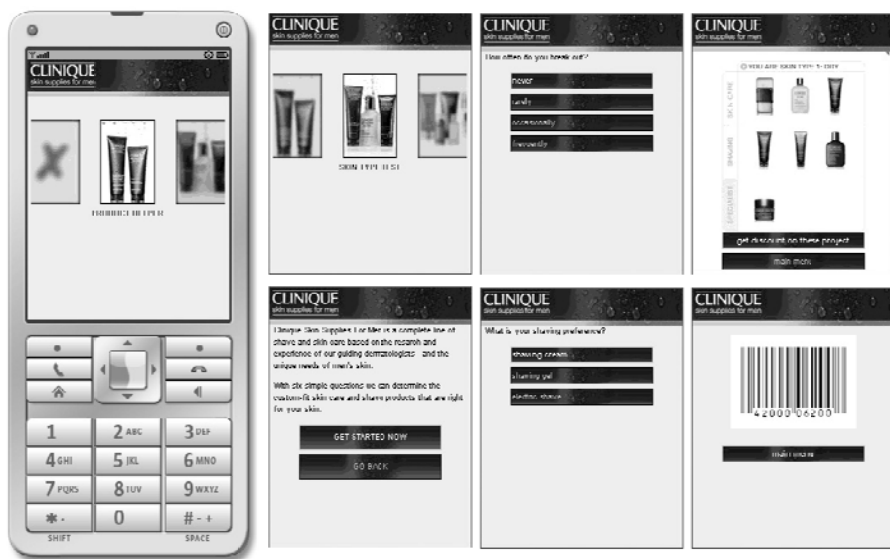 CLINIQUE
skin supplies for men
PRODUCT HELPER
1
2 ABC
3 DEF
4 GHI
5 JKL
6 MNO
7 PQRS
8 TUV
9 WXYZ
0
# - +
SHIFT
SPACE
CLINIQUE
skin supplies for men
SKIN TYPE TEST
CLINIQUE
skin supplies for men
How often do you break out?
never
rarely
occasionally
frequently
CLINIQUE
skin supplies for men
SKIN CARE
SHAVING
get discount on these project
main menu
CLINIQUE
skin supplies for men
Clinique Skin Supplies For Men is a complete line of
shave and skin care based on the
experience of our guiding dermatologists and the
unique needs of men's skin.
With six simple questions we can determine the
custom-fit skin care and shave products that are right
for your skin.
GET STARTED NOW
GO BACK
CLINIQUE
skin supplies for men
What is your shaving preference?
shaving cream
shaving gel
electric shave
CLINIQUE
skin supplies for men
42000 06200
main menu